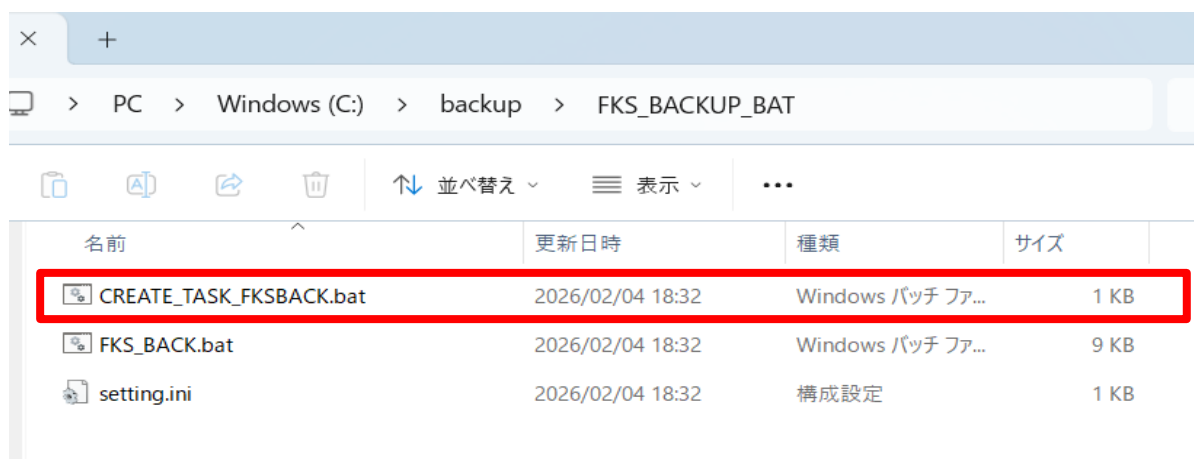 PC > Windows (C:) > backup > FKS_BACKUP_BAT
並べ替え 表示
名前 更新日時 種類 サイズ
CREATE_TASK_FKSBACK.bat 2026/02/04 18:32 Windows バッチ ファ... 1 KB
FKS_BACK.bat 2026/02/04 18:32 Windows バッチ ファ... 9 KB
setting.ini 2026/02/04 18:32 構成設定 1 KB